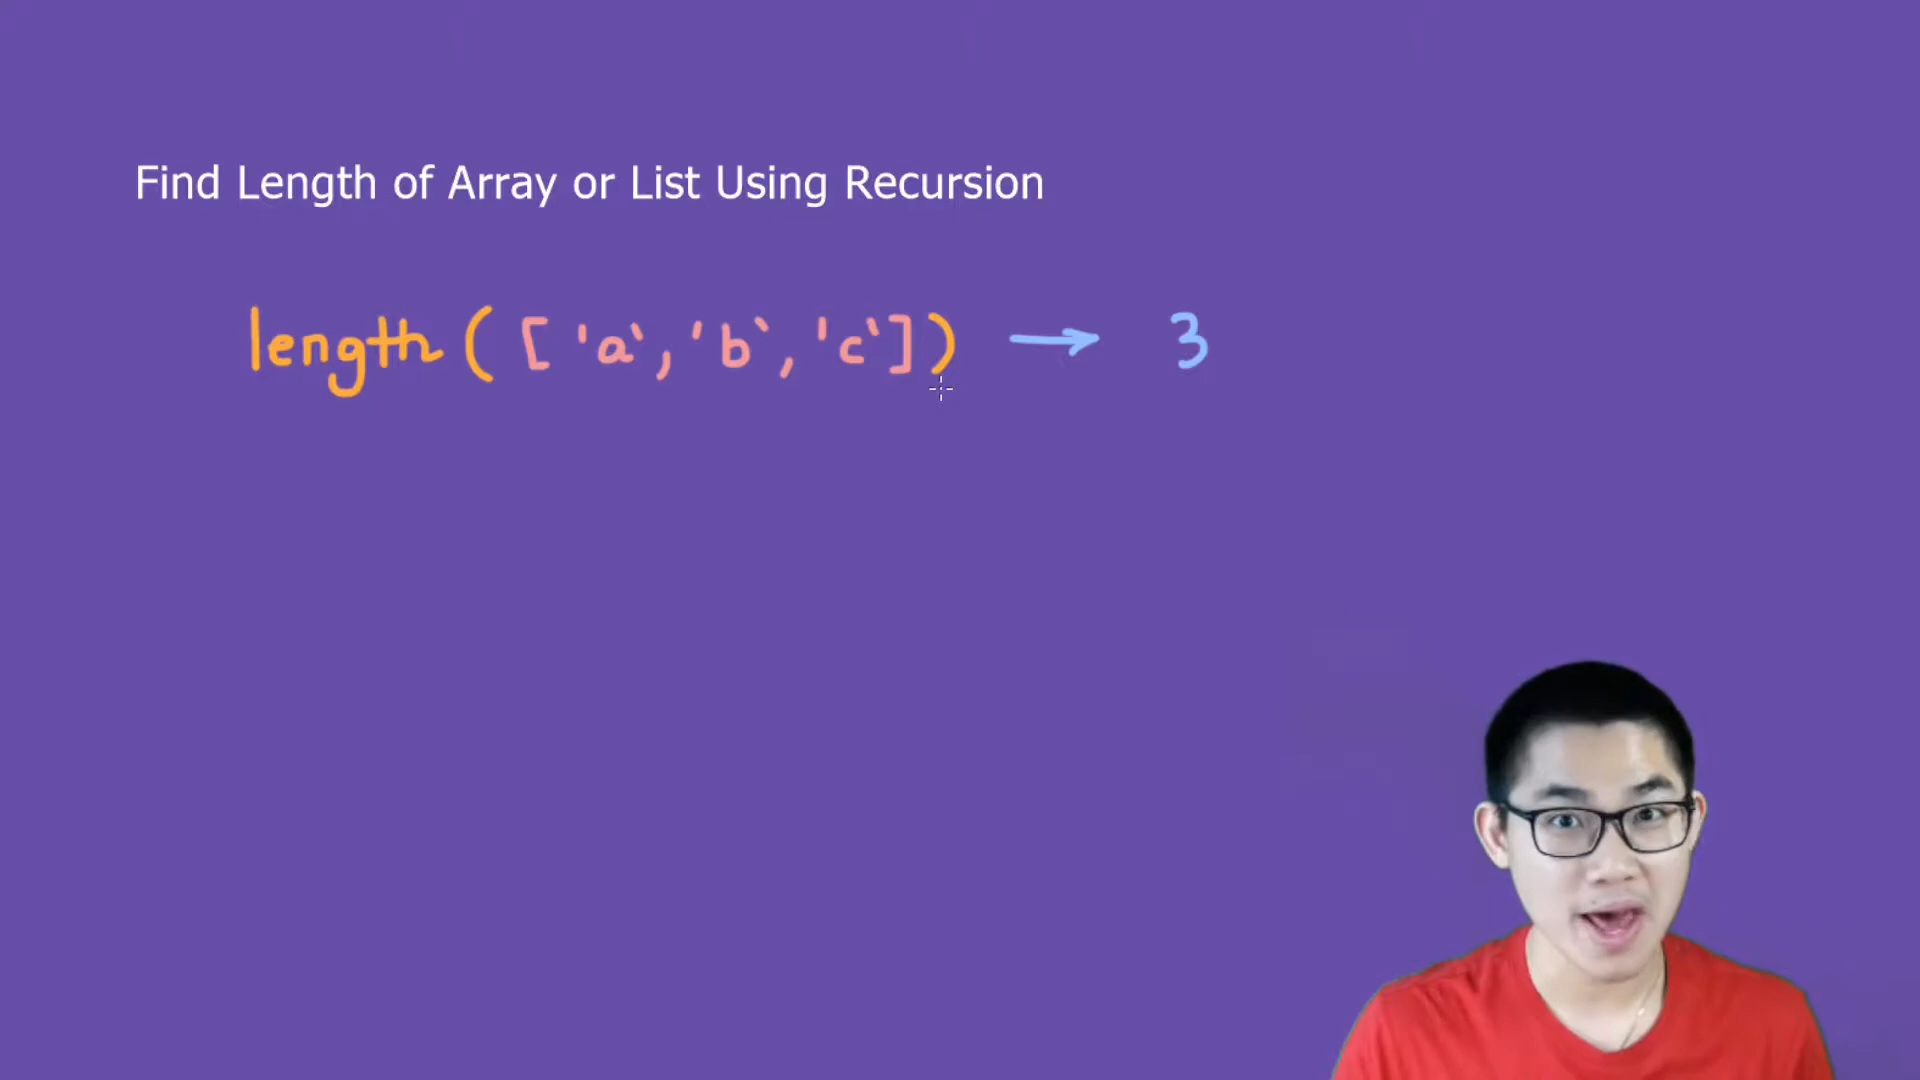 Find Length of Array or List Using Recursion
length ( [ 'a', 'b', 'c' ] ) → 3